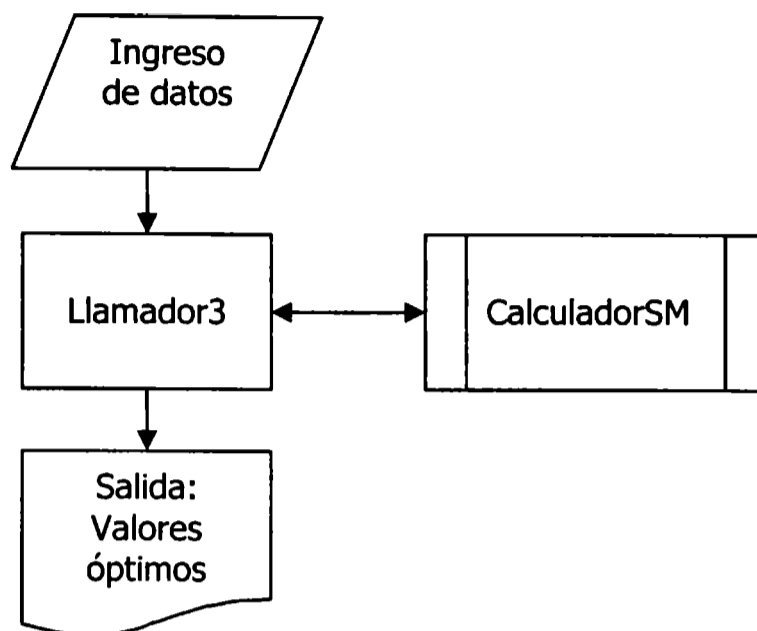 Ingreso
de datos
Llamador3
CalculadorSM
Salida:
Valores
óptimos